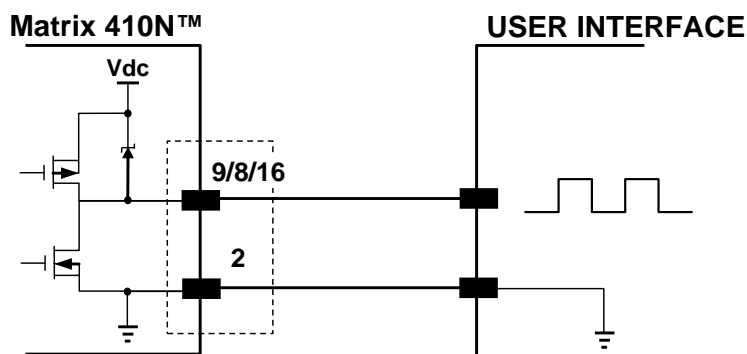 Matrix 410N™
USER INTERFACE
Vdc
9/8/16
2